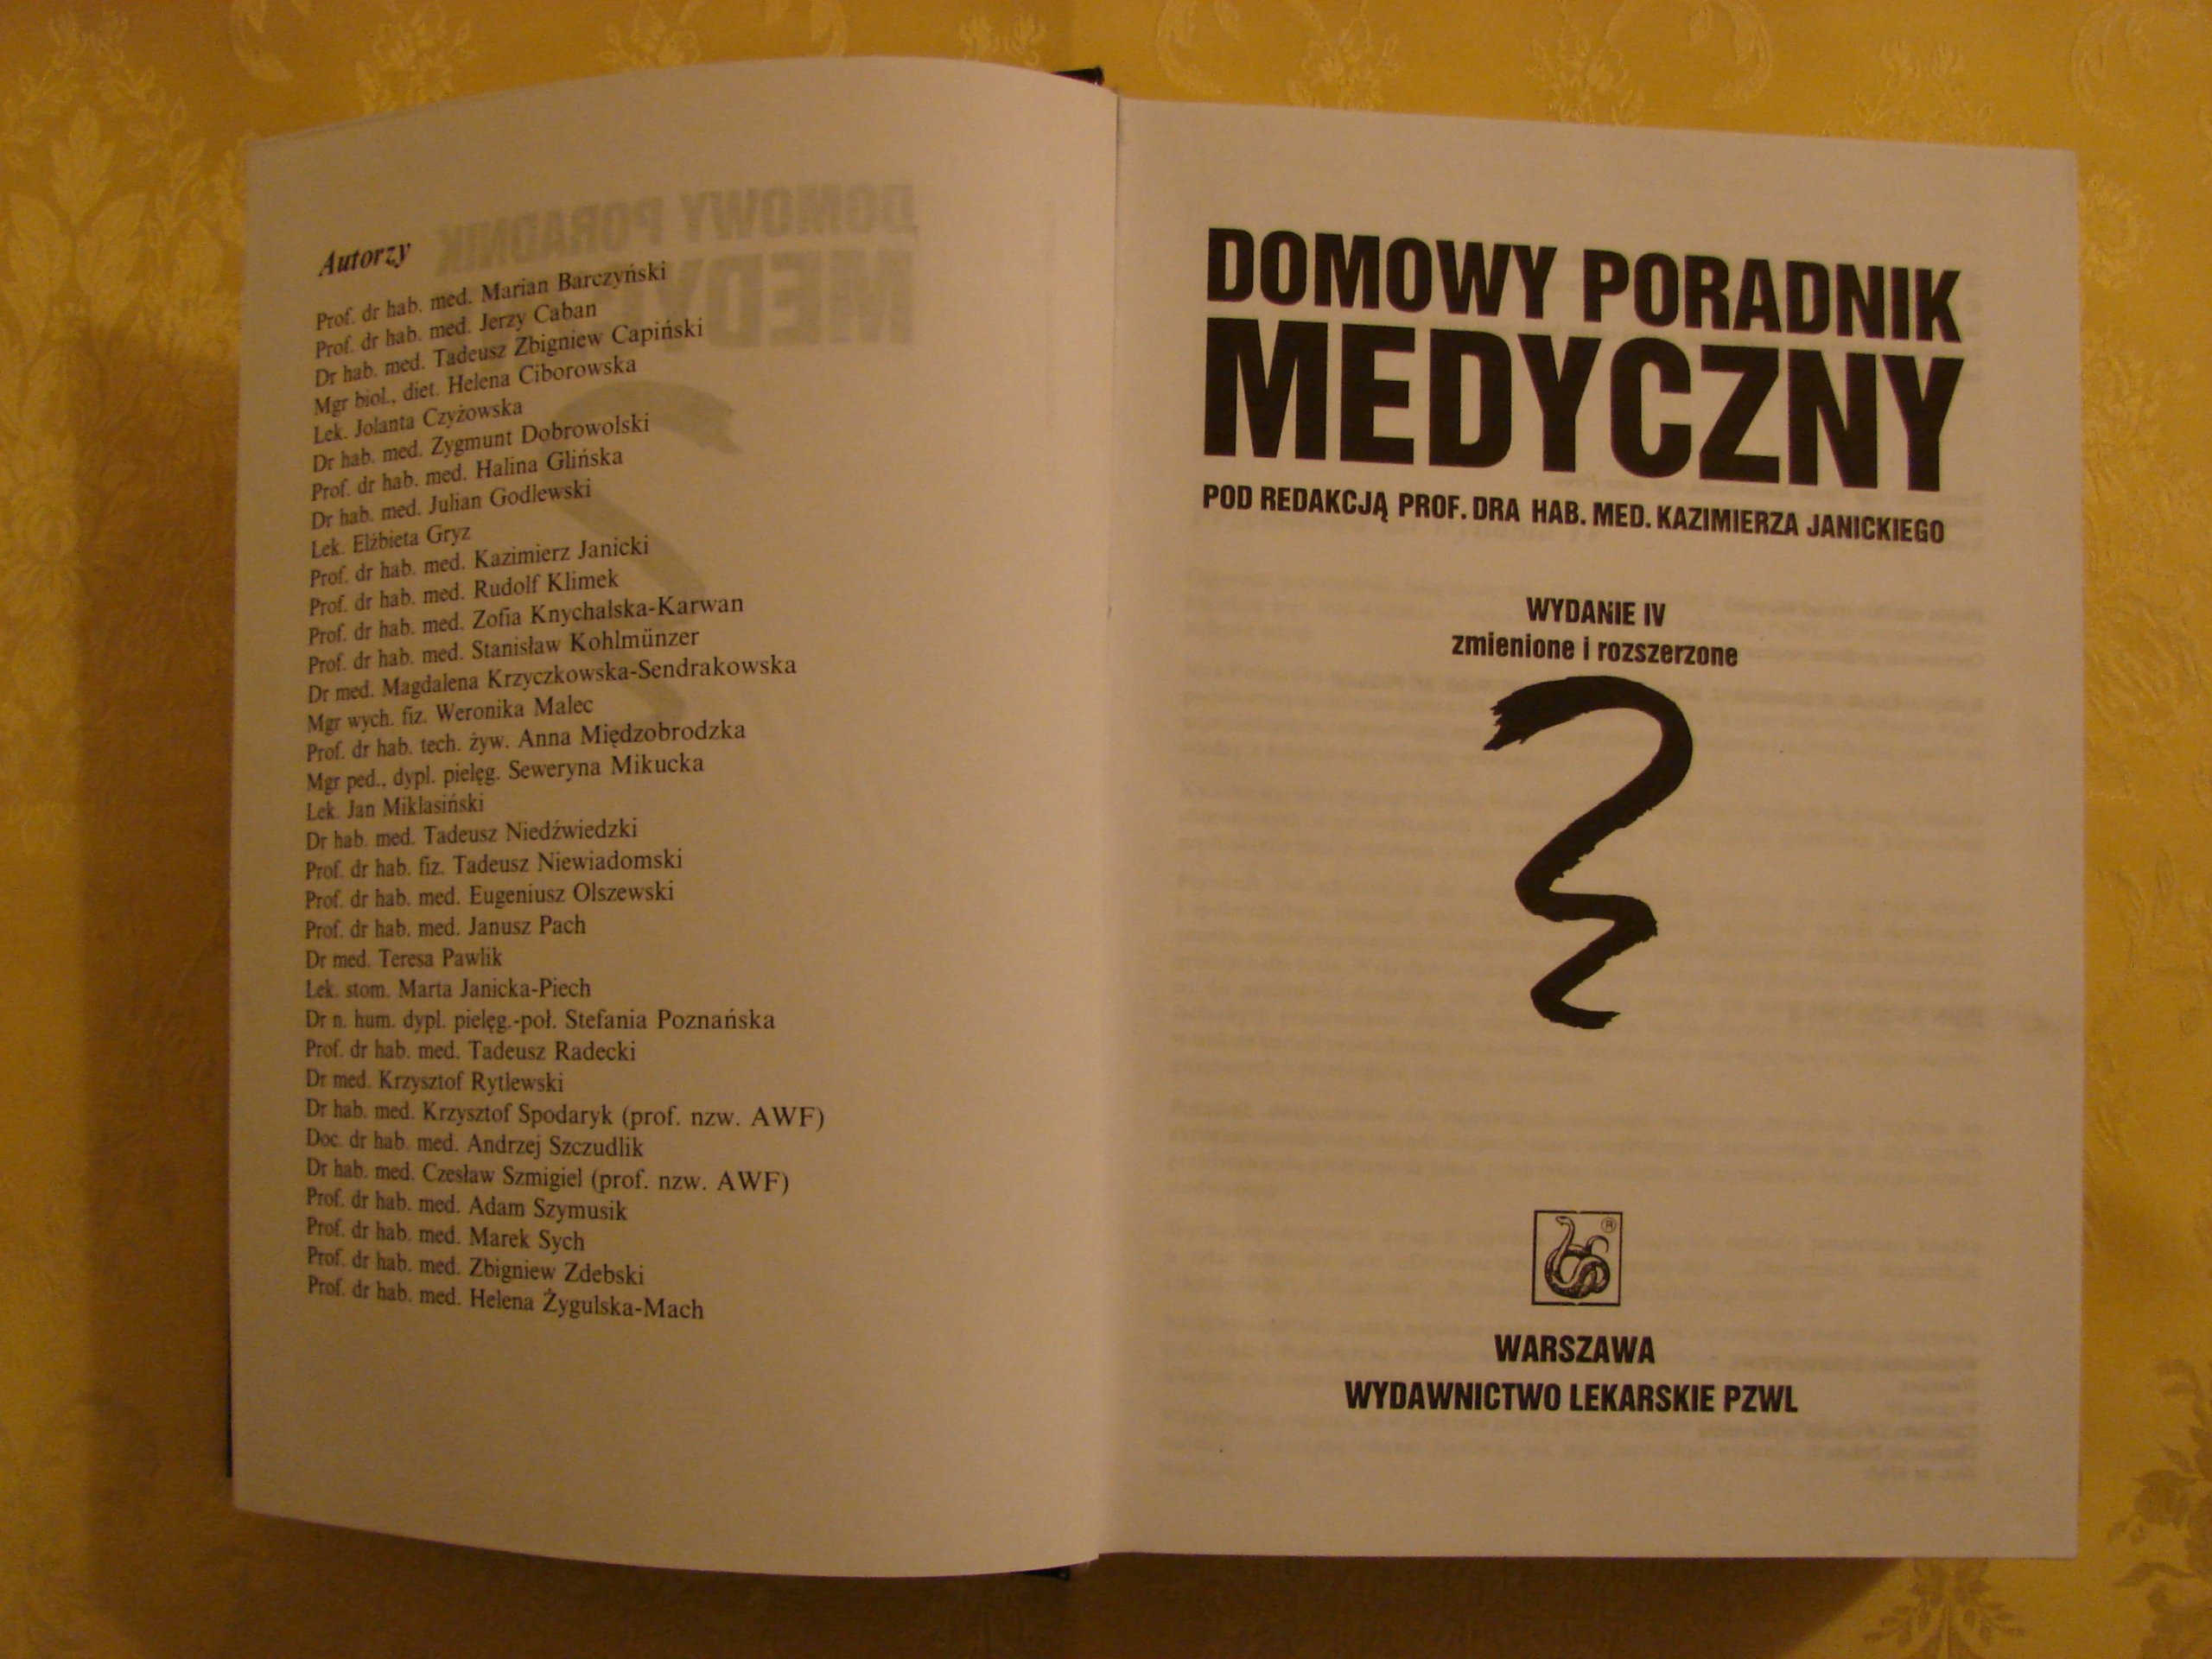 Autorzy
Prof. dr hab. med. Marian Barczyński
Prof. dr hab. med. Jerzy Caban
Dr hab. med. Tadeusz Zbigniew Capiński
Mgr biol., diet. Helena Ciborowska
Lek. Jolanta Czyżowska
Dr hab. med. Zygmunt Dobrowolski
Prof. dr hab. med. Halina Glińska
Dr hab. med. Julian Godlewski
Lek. Elżbieta Gryz
Prof. dr hab. med. Kazimierz Janicki
Prof. dr hab. med. Rudolf Klimek
Prof. dr hab. med. Zofia Knychalska-Karwan
Prof. dr hab. med. Stanisław Kohlmünzer
Dr med. Magdalena Krzyczkowska-Sendrakowska
Mgr wych. fiz. Weronika Malec
Prof. dr hab. tech. żyw. Anna Międzobrodzka
Mgr ped., dypl. pielęg. Seweryna Mikucka
Lek. Jan Miklasiński
Dr hab. med. Tadeusz Niedźwiedzki
Prof. dr hab. fiz. Tadeusz Niewiadomski
Prof. dr hab. med. Eugeniusz Olszewski
Prof. dr hab. med. Janusz Pach
Dr med. Teresa Pawlik
Lek. stom. Marta Janicka-Piech
Dr n. hum. dypl. pielęg.-poł. Stefania Poznańska
Prof. dr hab. med. Tadeusz Radecki
Dr med. Krzysztof Rytlewski
Dr hab. med. Krzysztof Spodaryk (prof. nzw. AWF)
Doc. dr hab. med. Andrzej Szczudlik
Dr hab. med. Czesław Szmigiel (prof. nzw. AWF)
Prof. dr hab. med. Adam Szymusik
Prof. dr hab. med. Marek Sych
Prof. dr hab. med. Zbigniew Zdebski
Prof. dr hab. med. Helena Żygulska-Mach
DOMOWY PORADNIK
MEDYCZNY
POD REDAKCJĄ PROF. DRA HAB. MED. KAZIMIERZA JANICKIEGO
WYDANIE IV
zmienione i rozszerzone
®
WARSZAWA
WYDAWNICTWO LEKARSKIE PZWL